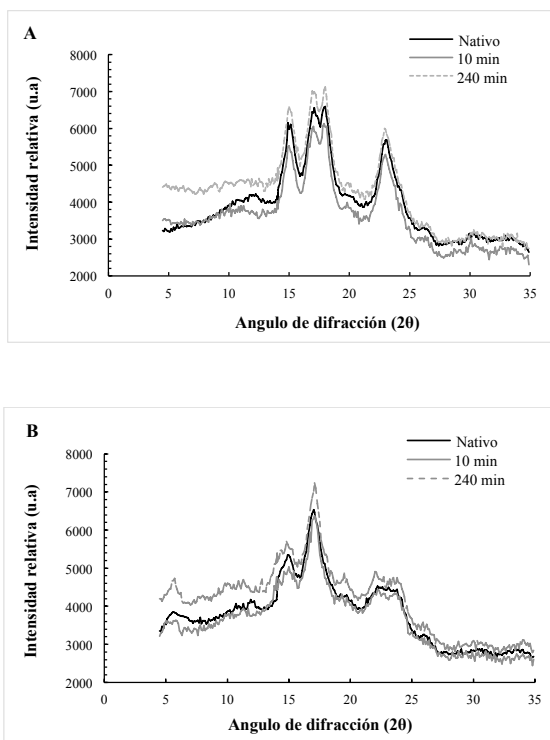 A
Nativo
10 min
240 min
Intensidad relativa (u.a)
8000
7000
6000
5000
4000
3000
2000
0 5 10 15 20 25 30 35
Angulo de difracción (2θ)
B
Nativo
10 min
240 min
Intensidad relativa (u.a)
8000
7000
6000
5000
4000
3000
2000
0 5 10 15 20 25 30 35
Angulo de difracción (2θ)